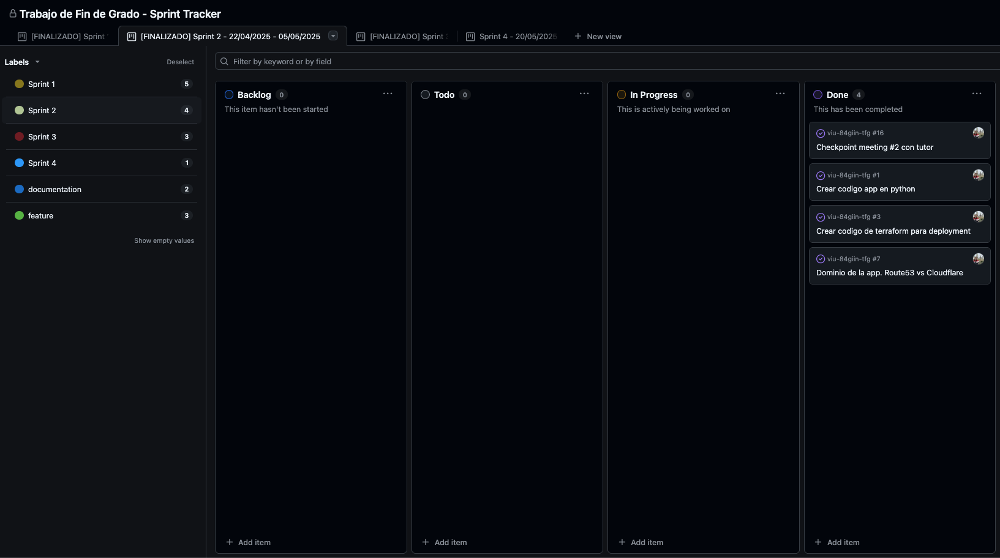 Trabajo de Fin de Grado - Sprint Tracker
[FINALIZADO] Sprint
[FINALIZADO] Sprint 2 - 22/04/2025 - 05/05/2025
[FINALIZADO] Sprint
Sprint 4 - 20/05/2025
New view
Labels
Deselect
Sprint 1
5
Sprint 2
4
Sprint 3
3
Sprint 4
1
documentation
2
feature
3
Show empty values
Filter by keyword or by field
Backlog 0
This item hasn't been started
Add item
Todo 0
Add item
In Progress 0
This is actively being worked on
Add item
Done 4
This has been completed
viu-84giin-tfg #16
Checkpoint meeting #2 con tutor
viu-84giin-tfg #1
Crear codigo app en python
viu-84giin-tfg #3
Crear codigo de terraform para deployment
viu-84giin-tfg #7
Dominio de la app. Route53 vs Cloudflare
Add item